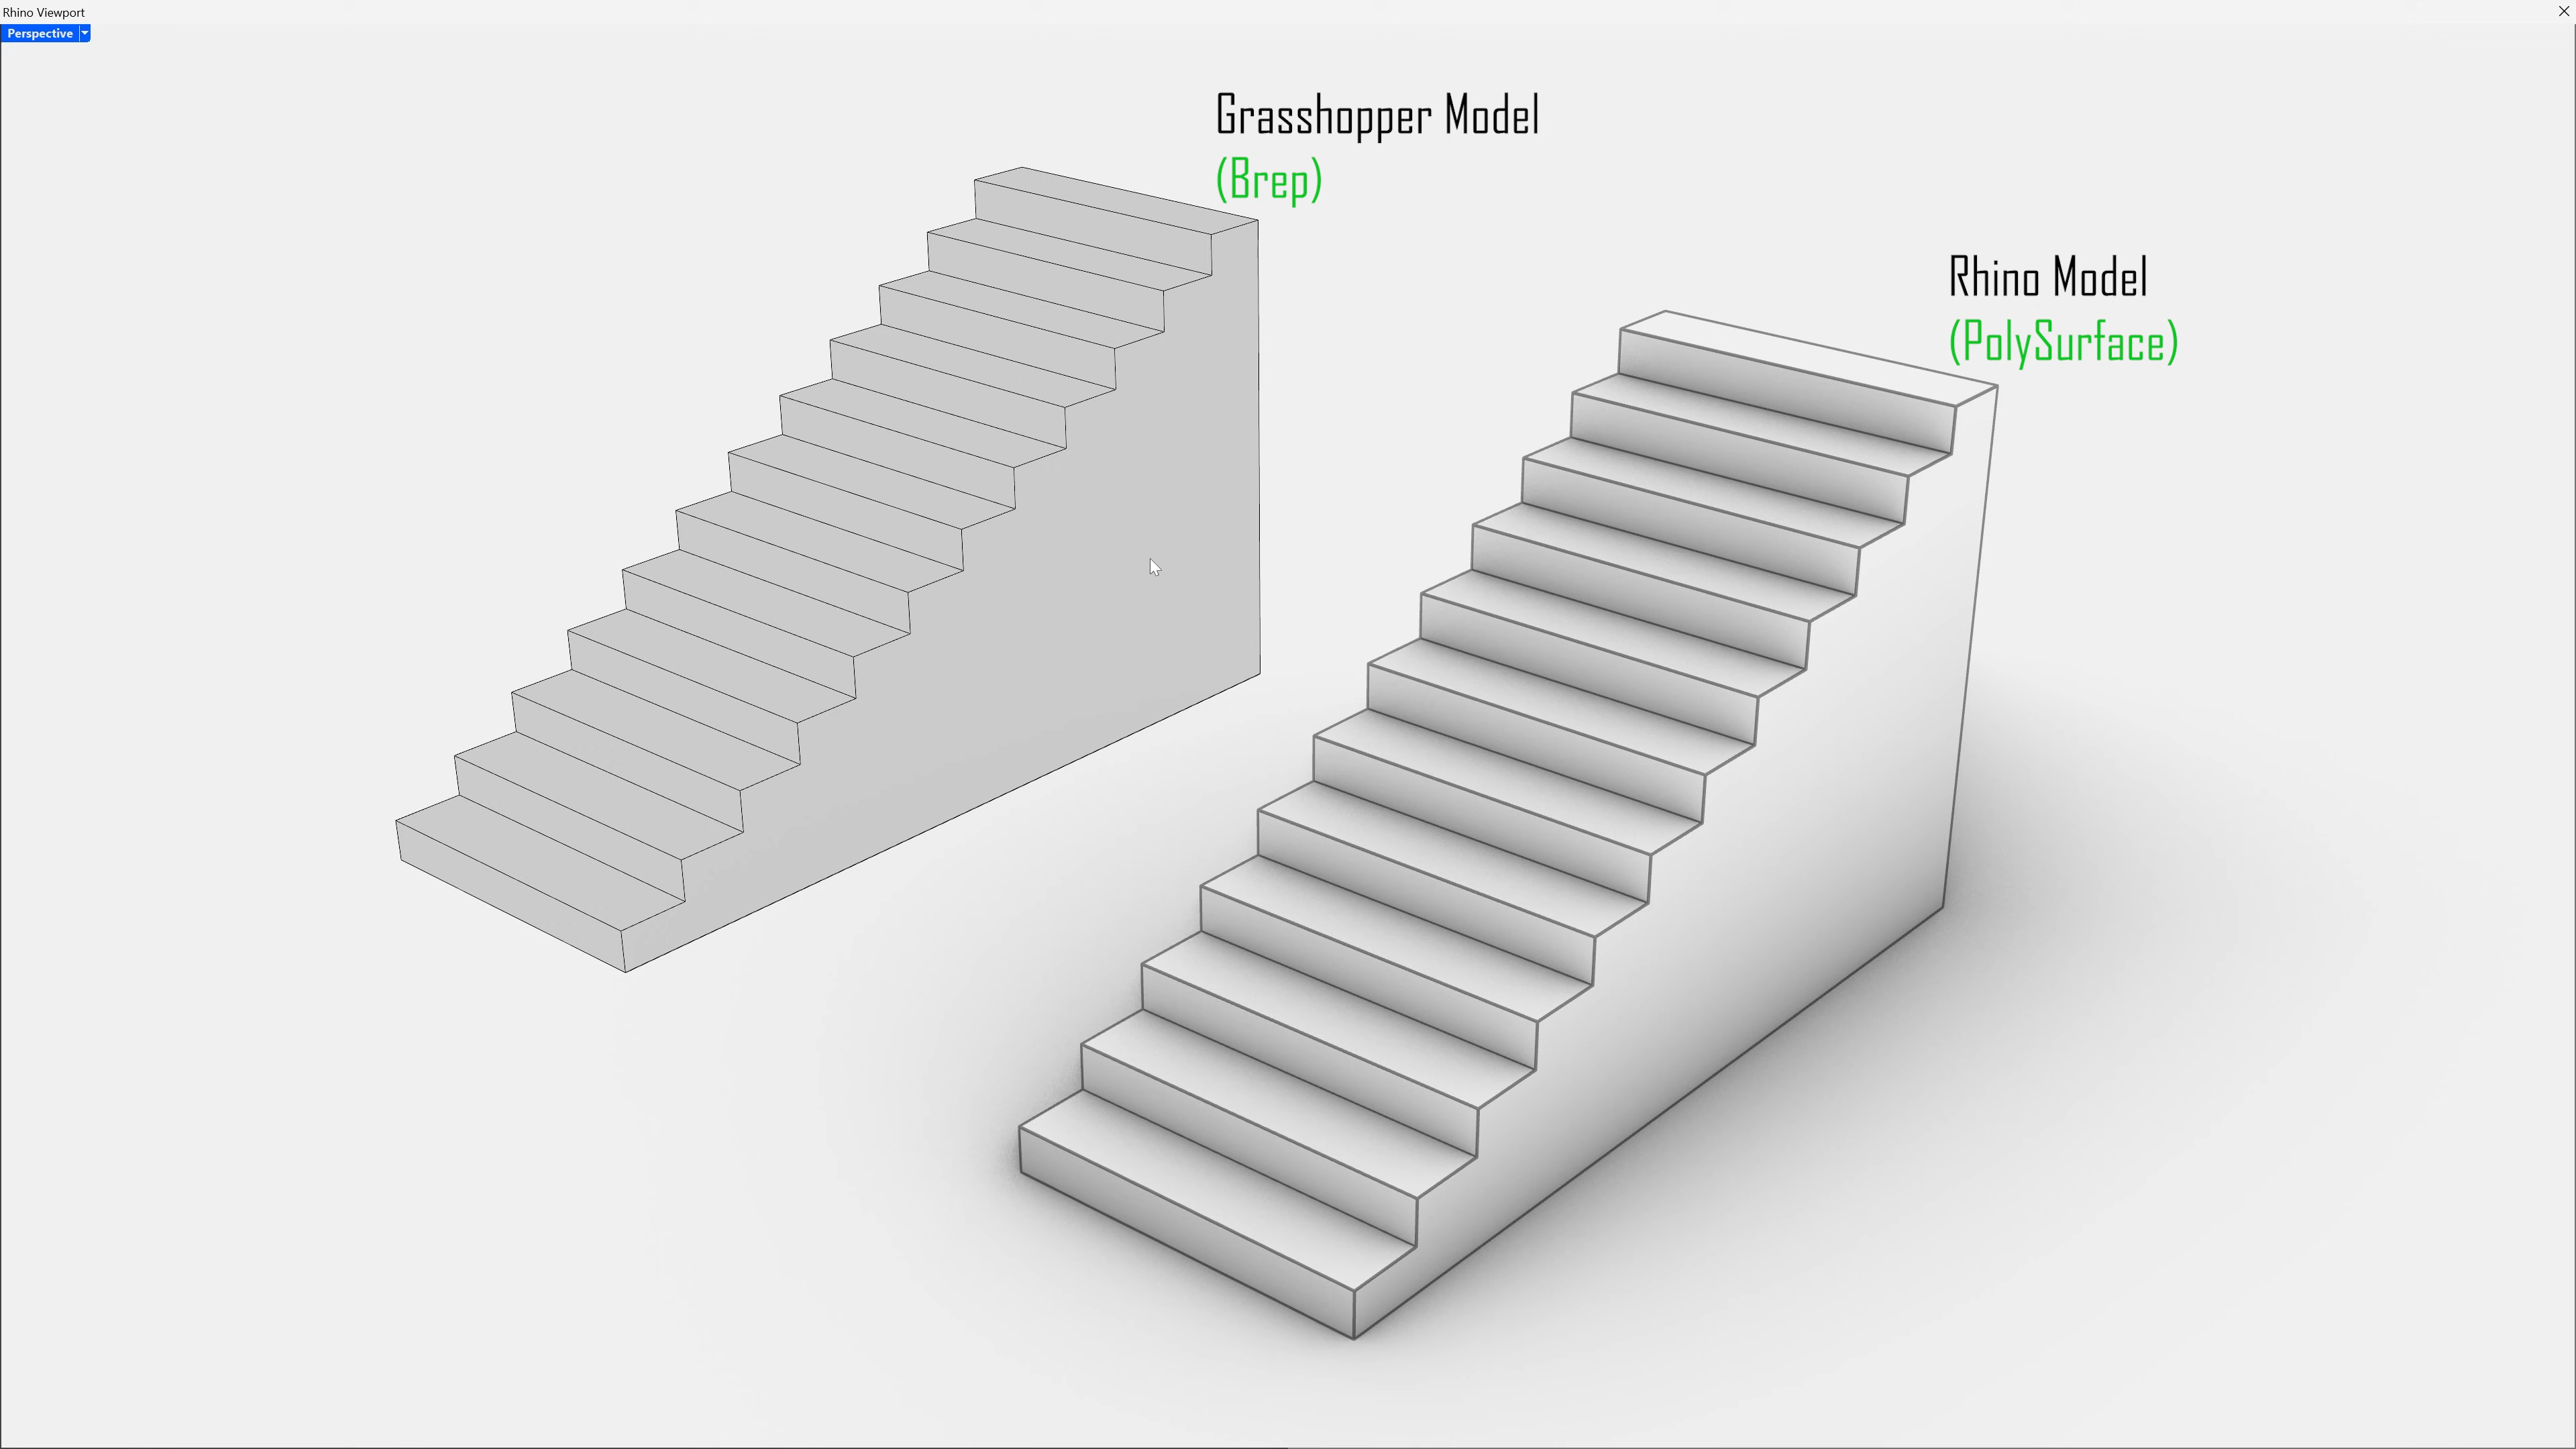 Rhino Viewport
Perspective
Grasshopper Model
(Brep)
Rhino Model
(PolySurface)